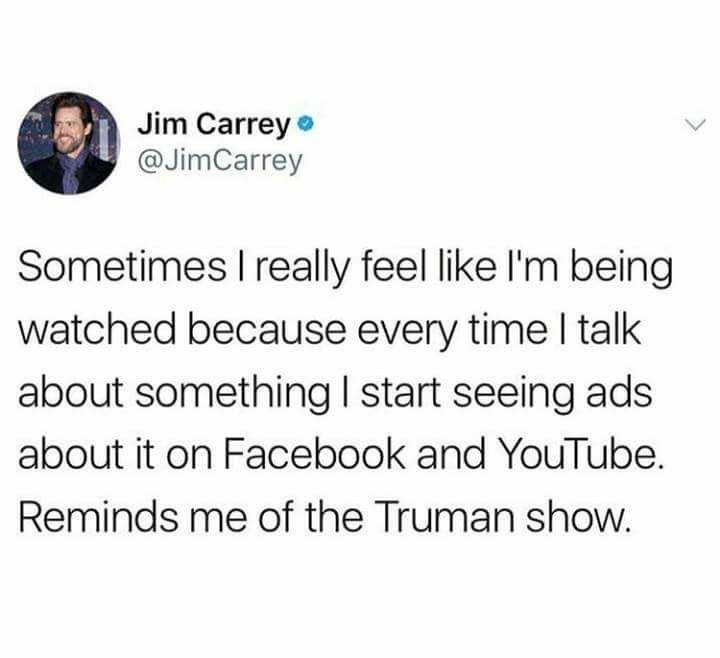 Jim Carrey
@JimCarrey
Sometimes I really feel like I'm being
watched because every time I talk
about something I start seeing ads
about it on Facebook and YouTube.
Reminds me of the Truman show.